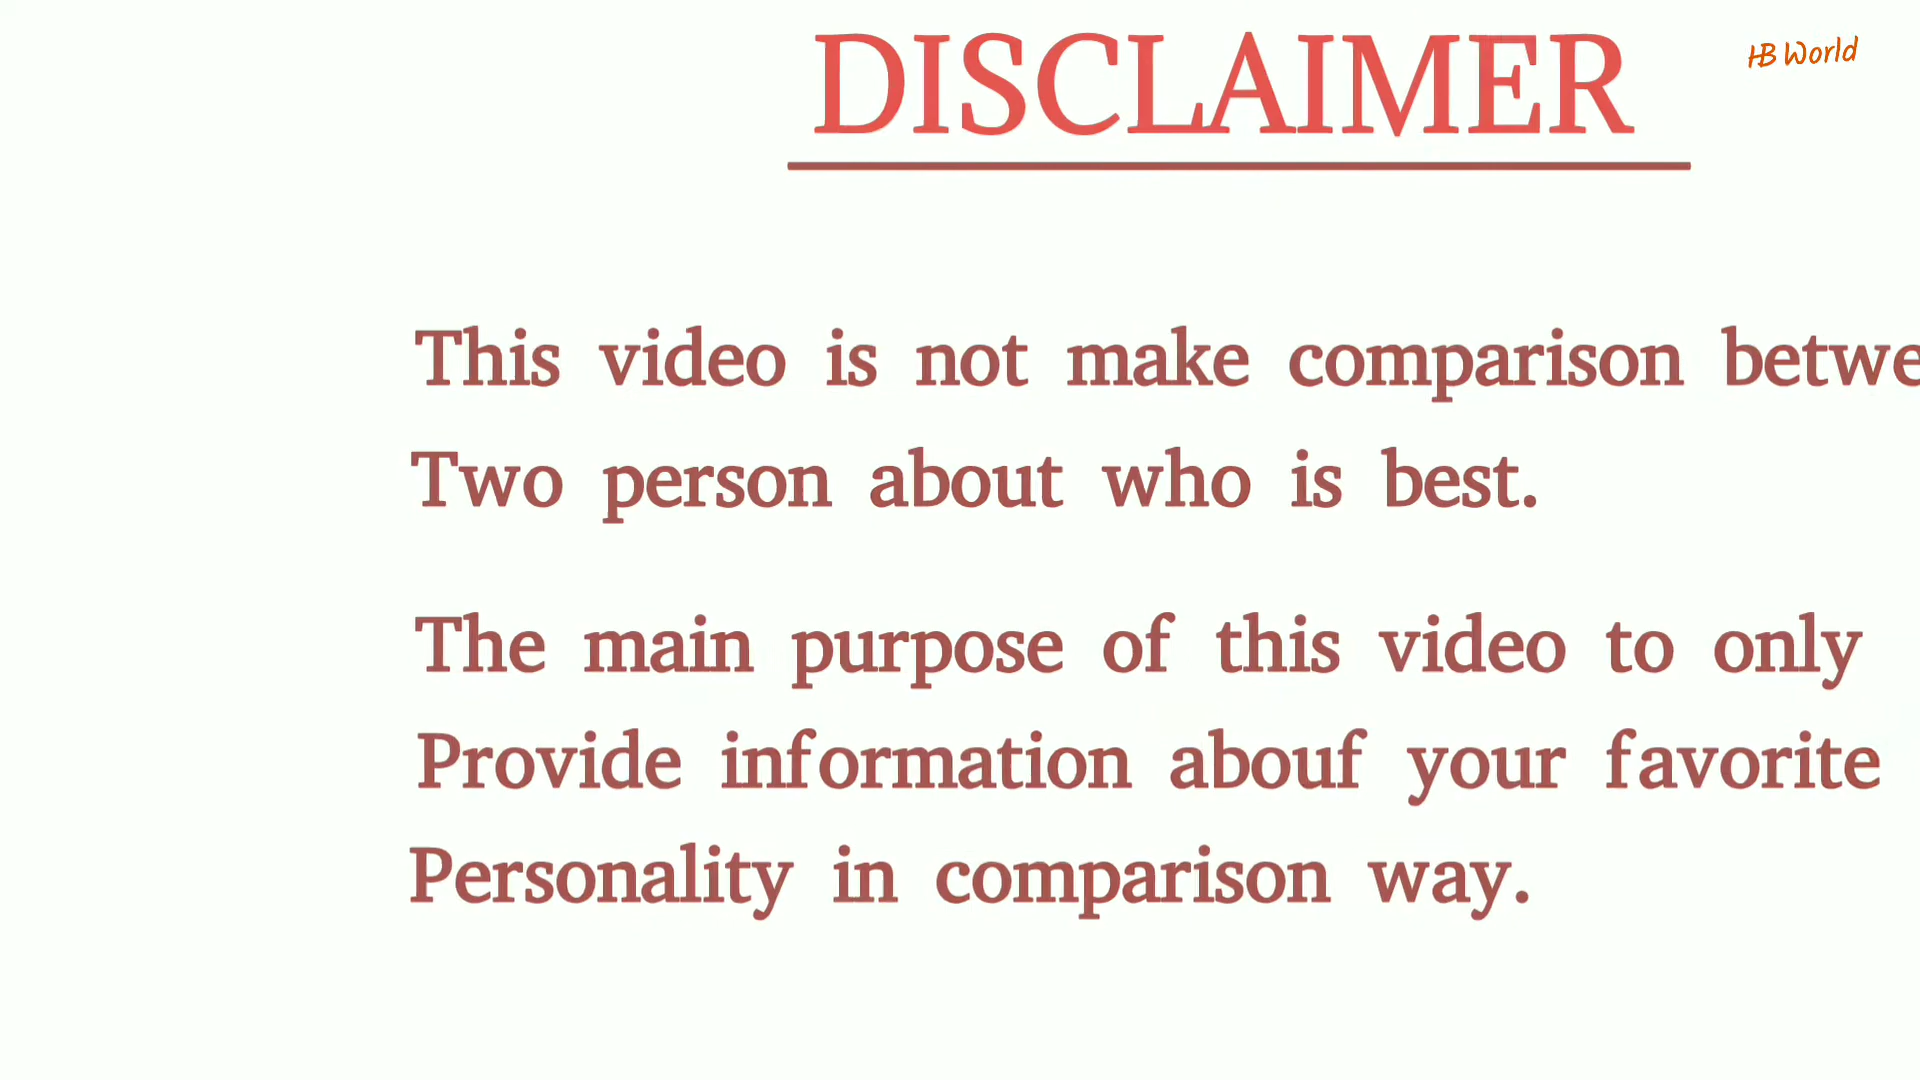 DISCLAIMER
HB World
This video is not make comparison betwe
Two person about who is best.
The main purpose of this video to only
Provide information abouf your favorite
Personality in comparison way.